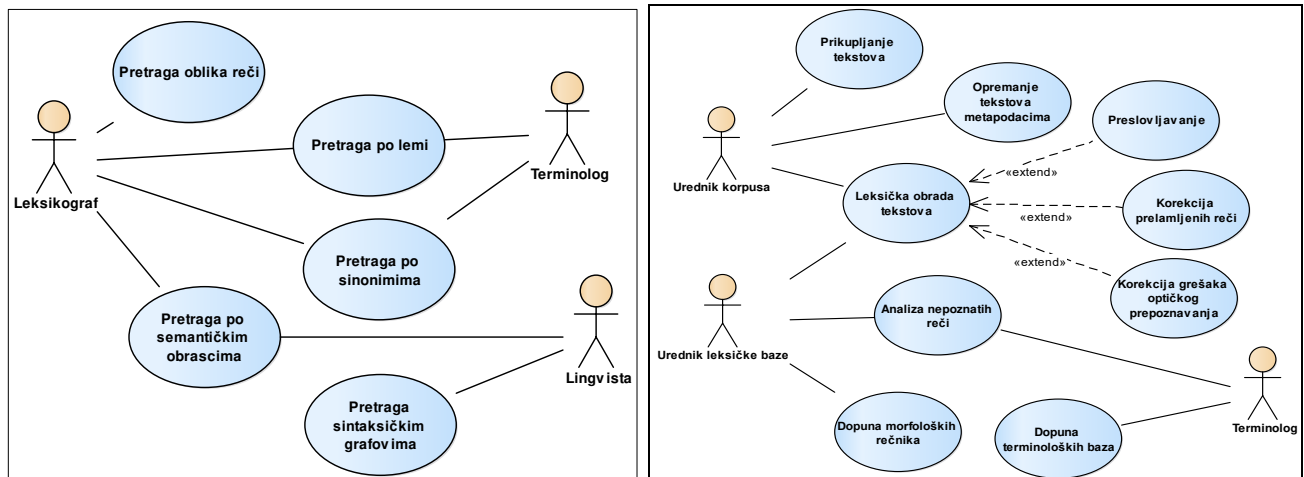 Pretraga oblika reči
Leksikograf
Pretraga po lemi
Terminolog
Pretraga po
sinonimima
Pretraga po
semantičkim
obrascima
Lingvista
Pretraga
sintaksičkim
grafovima
Prikupljanje
tekstova
Opremanje
tekstova
metapodacima
Preslovljavanje
Urednik korpusa
«extend»
Leksička obrada
tekstova
Korekcija
prelamljenih reči
«extend»
«extend»
Korekcija grešaka
optičkog
prepoznavanja
Analiza nepoznatih
reči
Urednik leksičke baze
Dopuna morfoloških
rečnika
Dopuna
terminoloških baza
Terminolog